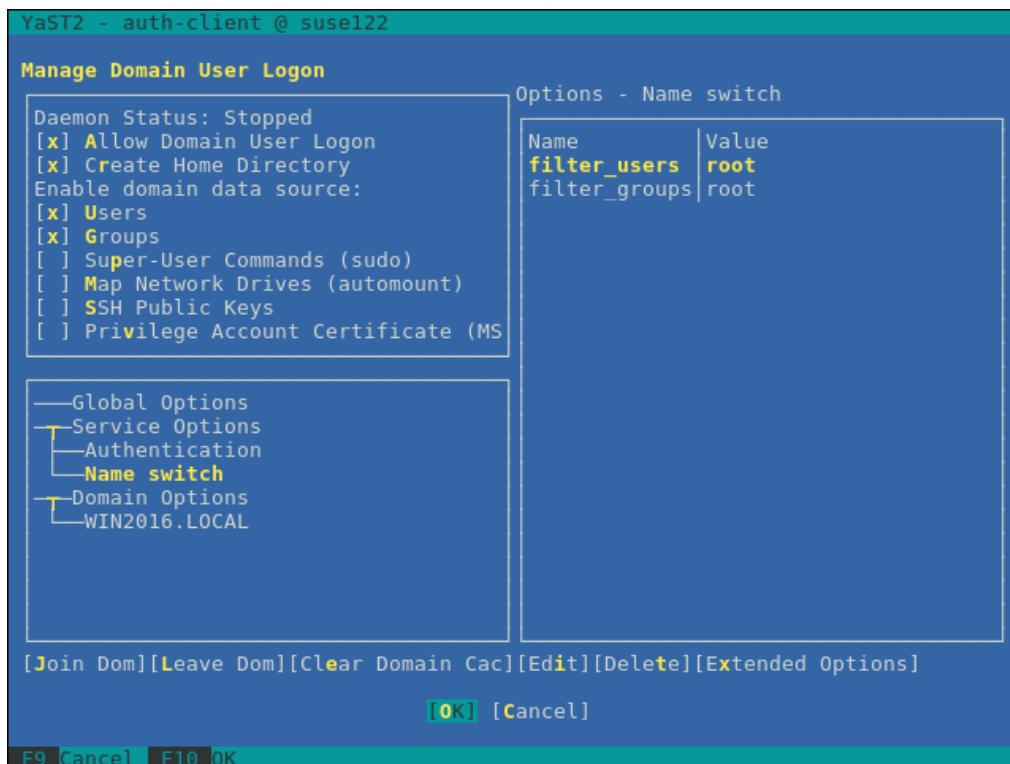 YaST2 - auth-client @ suse122
Manage Domain User Logon
Daemon Status: Stopped
[x] Allow Domain User Logon
[x] Create Home Directory
Enable domain data source:
[x] Users
[x] Groups
[ ] Super-User Commands (sudo)
[ ] Map Network Drives (automount)
[ ] SSH Public Keys
[ ] Privilege Account Certificate (MS
Global Options
Service Options
Authentication
Name switch
Domain Options
WIN2016.LOCAL
Options - Name switch
Name Value
filter_users root
filter_groups root
[Join Dom][Leave Dom][Clear Domain Cac][Edit][Delete][Extended Options]
[OK] [Cancel]
F9 Cancel F10 OK